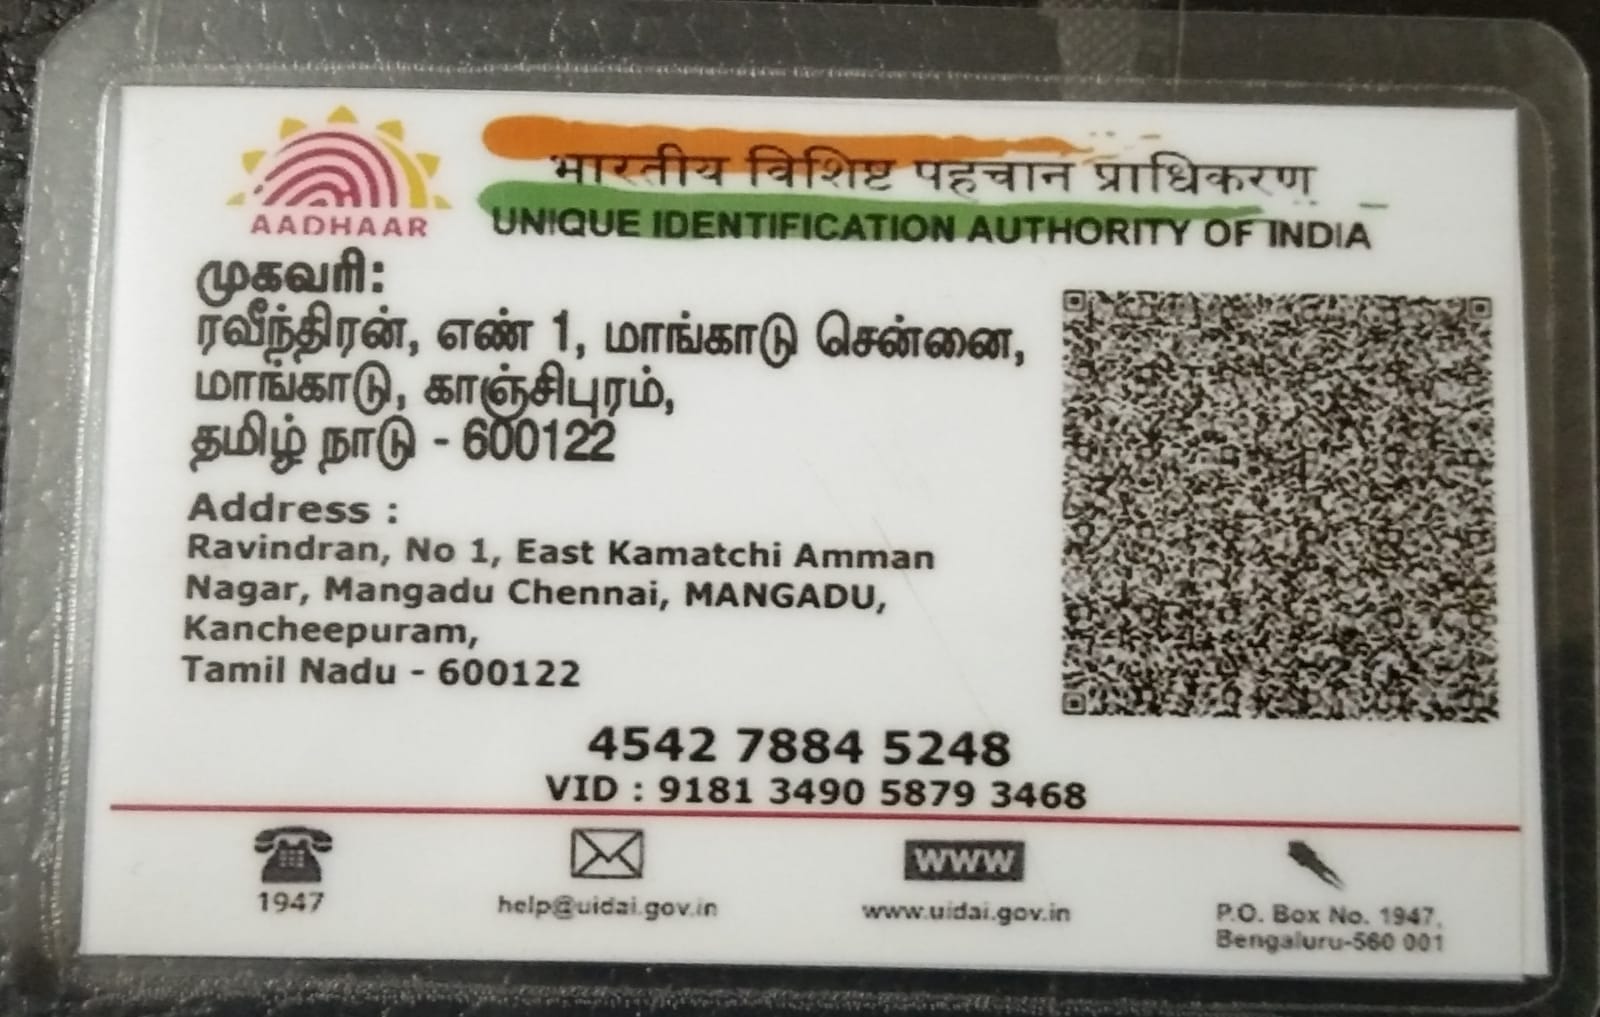 AADHAAR
भारतीय विशिष्ट पहचान प्राधिकरण
UNIQUE IDENTIFICATION AUTHORITY OF INDIA
முகவரி:
ரவீந்திரன், எண் 1, மாங்காடு சென்னை,
மாங்காடு, காஞ்சிபுரம்,
தமிழ் நாடு - 600122
Address :
Ravindran, No 1, East Kamatchi Amman
Nagar, Mangadu Chennai, MANGADU,
Kancheepuram,
Tamil Nadu - 600122
4542 7884 5248
VID : 9181 3490 5879 3468
1947
help@uidai.gov.in
WWW
www.uidai.gov.in
P.O. Box No. 1947,
Bengaluru-560 001